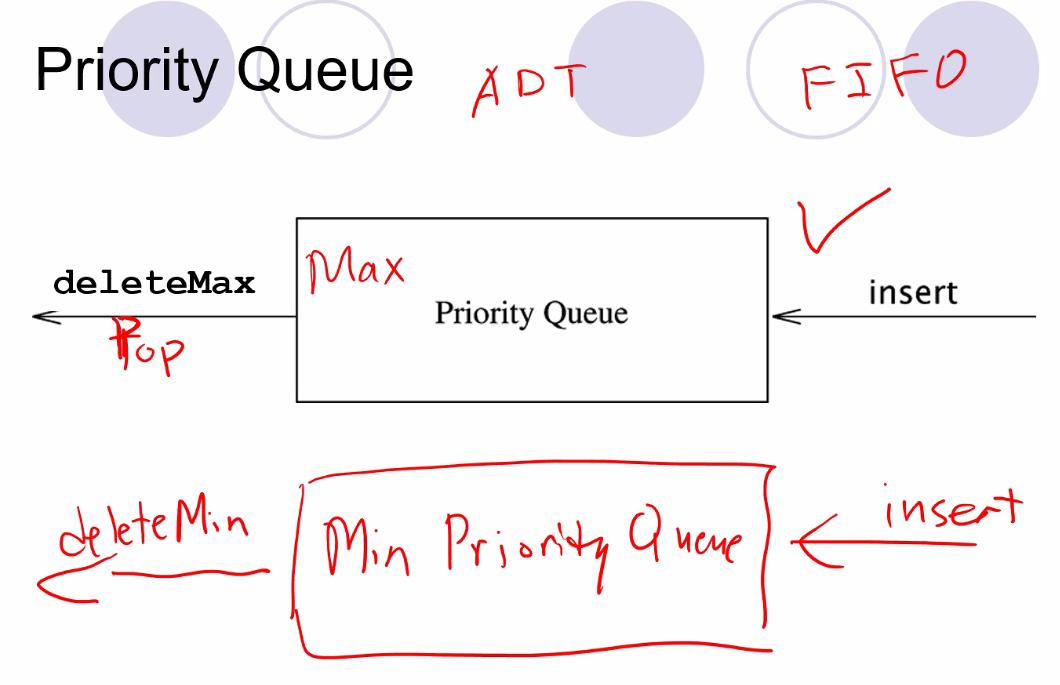 Priority Queue ADT FIFO
Max
deleteMax Priority Queue insert
Pop
deleteMin Min Priority Queue insert